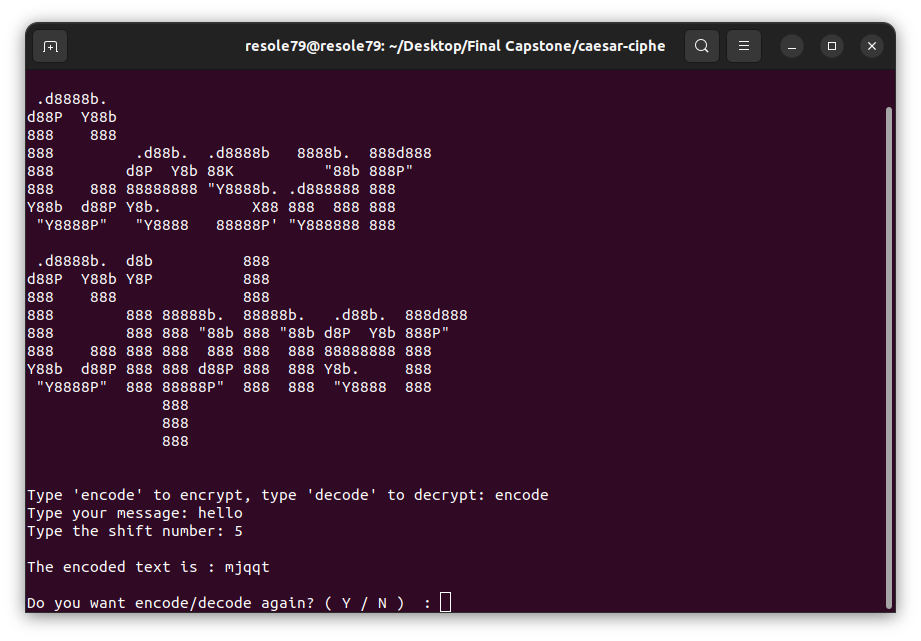 resole79@resole79: ~/Desktop/Final Capstone/caesar-ciphe
 .d8888b.
d88P  Y88b
888    888
888         .d88b.  .d8888b   8888b.  888d888
888        d8P  Y8b 88K          "88b 888P"
888    888 88888888 "Y8888b. .d888888 888
Y88b  d88P Y8b.          X88 888  888 888
 "Y8888P"   "Y8888   88888P' "Y888888 888
 .d8888b.  d8b          888
d88P  Y88b Y8P          888
888    888              888
888        888 88888b.  88888b.   .d88b.  888d888
888        888 888 "88b 888 "88b d8P  Y8b 888P"
888    888 888 888  888 888  888 88888888 888
Y88b  d88P 888 888 d88P 888  888 Y8b.     888
 "Y8888P"  888 88888P"  888  888  "Y8888  888
               888
               888
               888
Type 'encode' to encrypt, type 'decode' to decrypt: encode
Type your message: hello
Type the shift number: 5
The encoded text is : mjqqt
Do you want encode/decode again? ( Y / N )  :